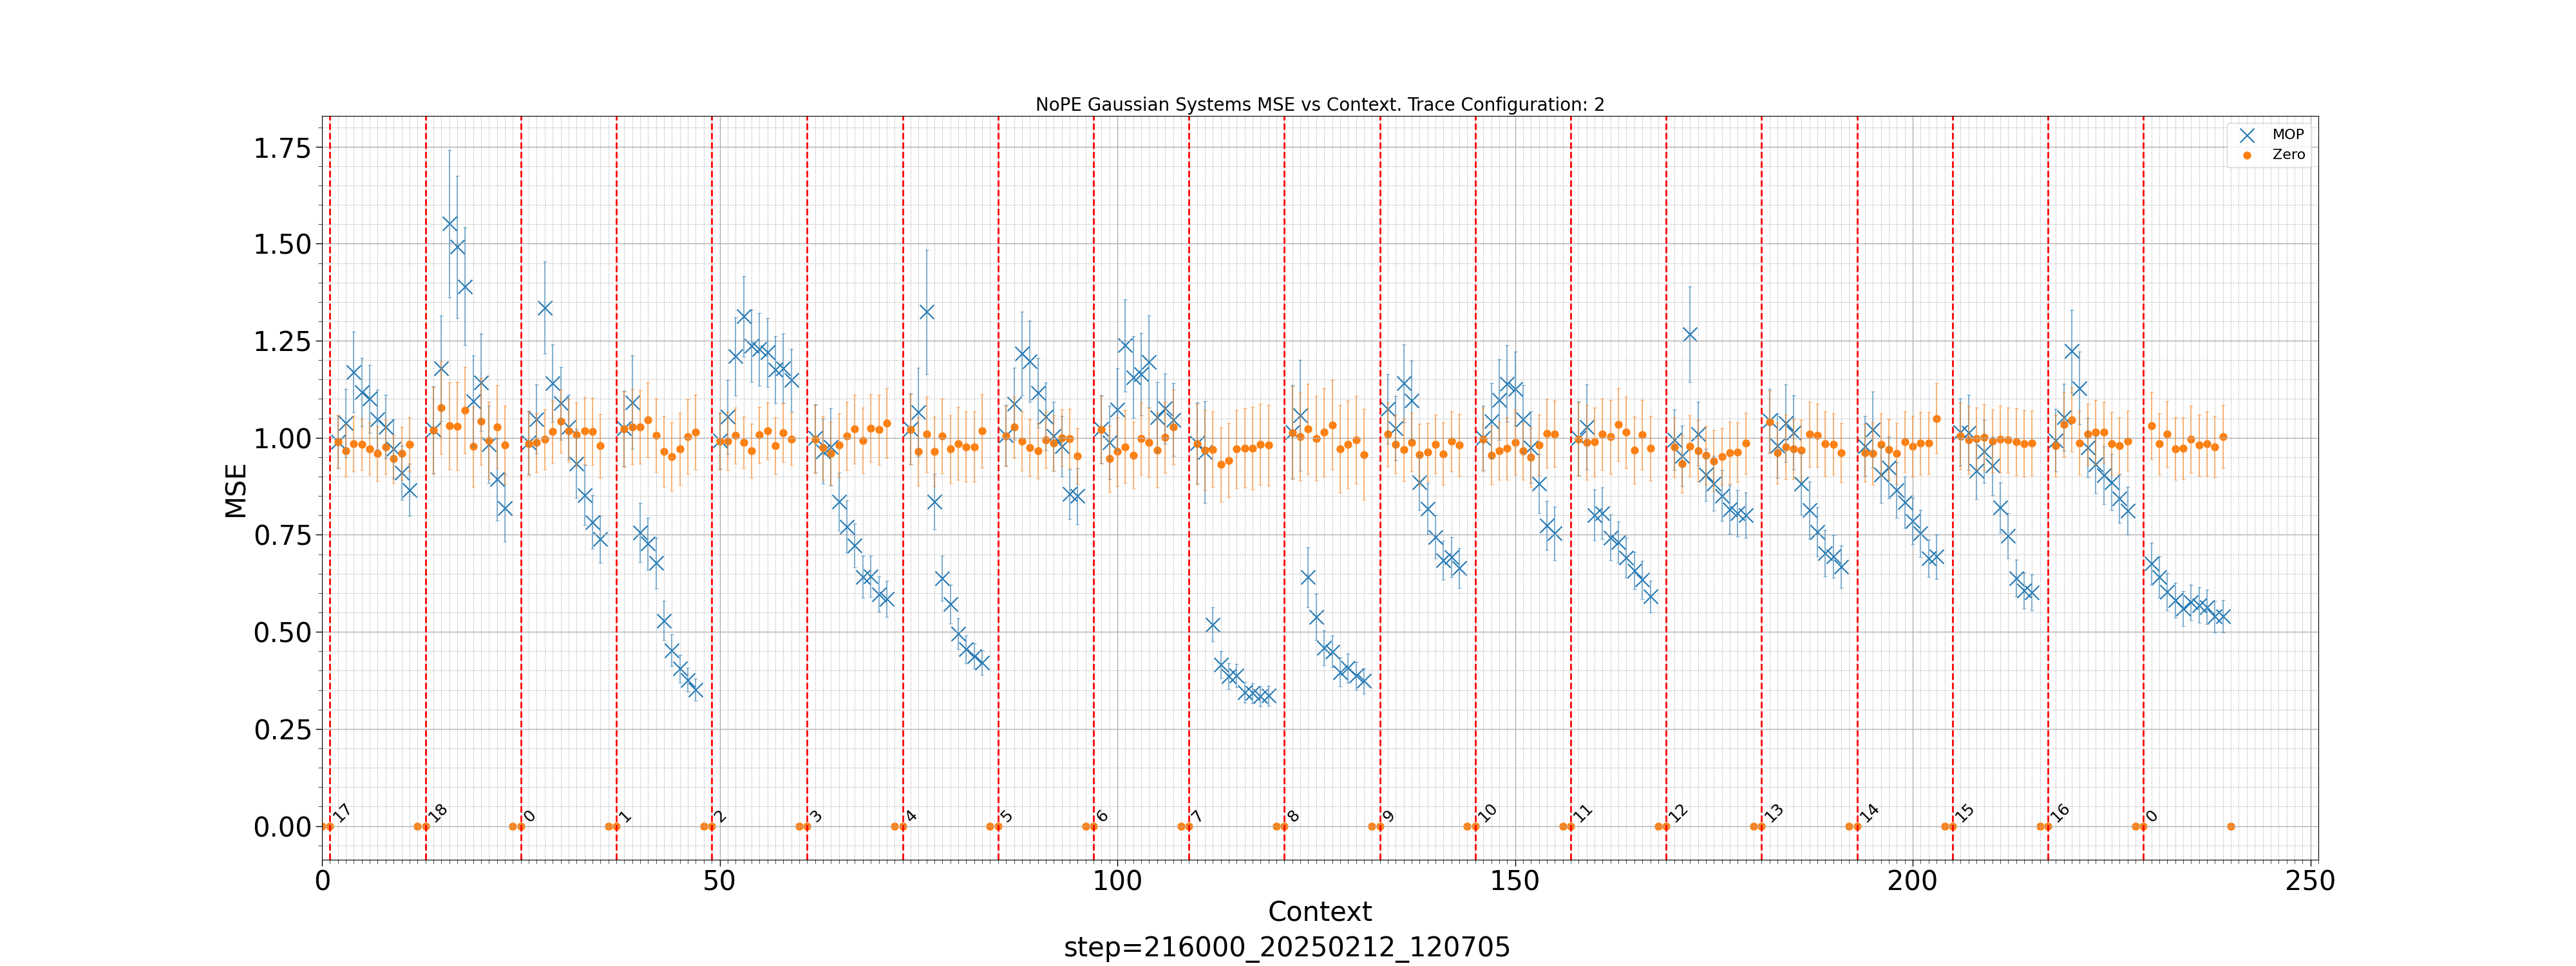 NoPE Gaussian Systems MSE vs Context. Trace Configuration: 2
MOP
Zero
1.75
1.50
1.25
1.00
0.75
0.50
0.25
0.00
MSE
17 18 0 1 2 3 4 5 6 7 8 9 10 11 12 13 14 15 16 0
0 50 100 150 200 250
Context
step=216000_20250212_120705